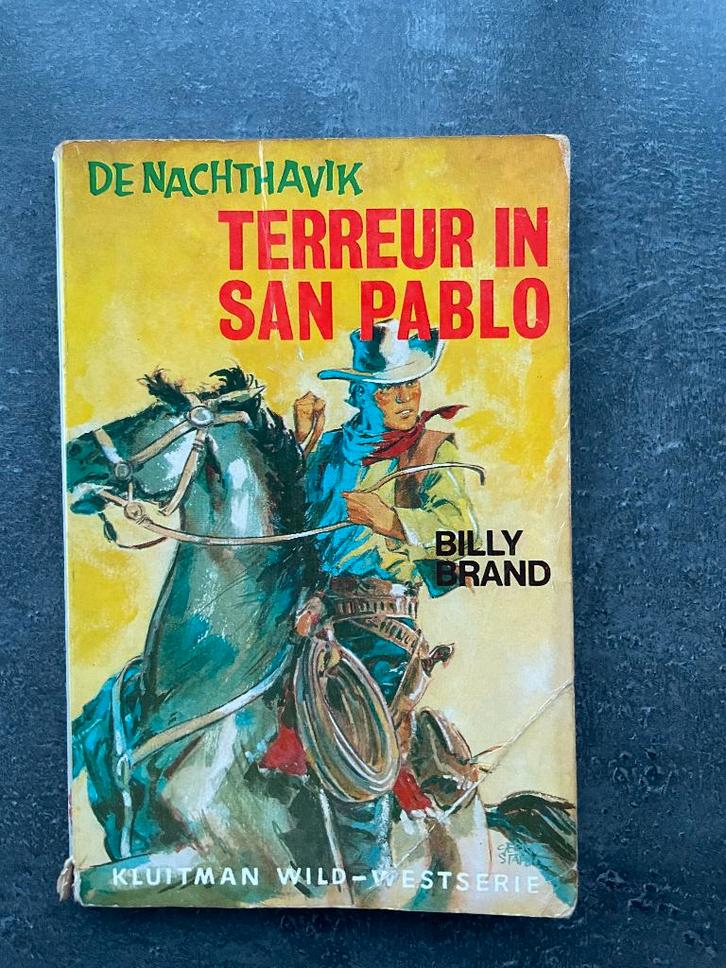 DE NACHTHAVIK
TERREUR IN
SAN PABLO
BILLY
BRAND
KLUITMAN WILD-WESTSERIE